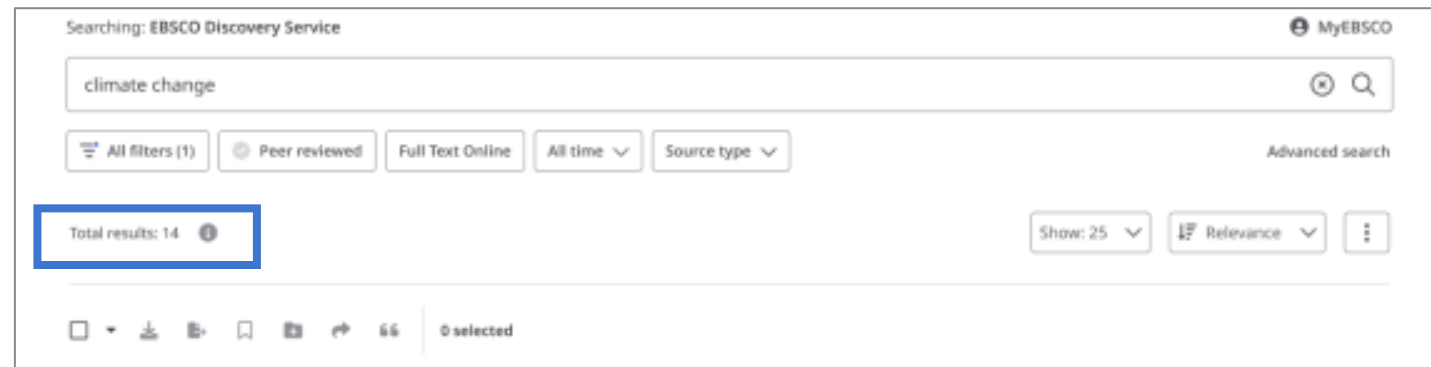 Searching: EBSCO Discovery Service MyEBSCO
climate change
All filters (1) Peer reviewed Full Text Online All time Source type Advanced search
Total results: 14 Show: 25 Relevance
0 selected